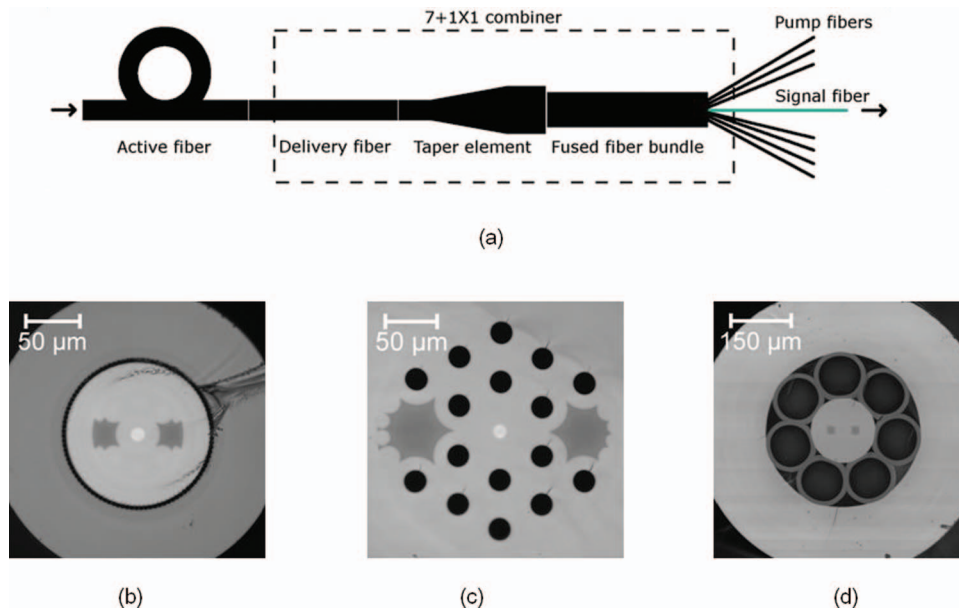 7+1X1 combiner
Pump fibers
Signal fiber
Active fiber
Delivery fiber
Taper element
Fused fiber bundle
(a)
50 µm
50 µm
150 µm
(b)
(c)
(d)